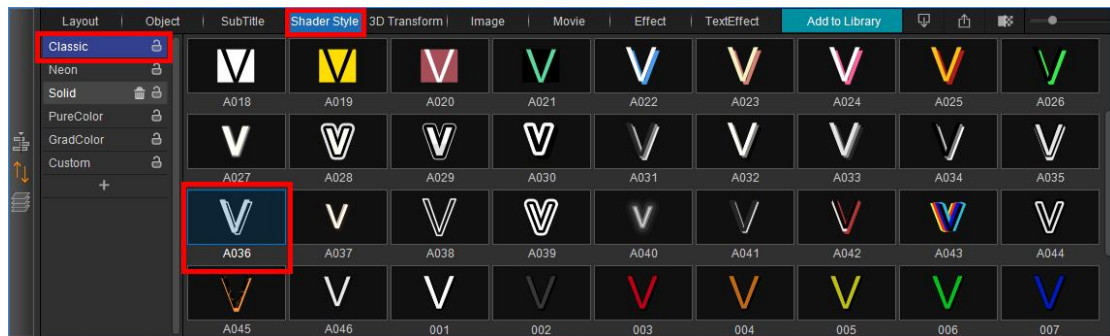 Layout Object SubTitle Shader Style 3D Transform Image Movie Effect TextEffect Add to Library
Classic
Neon
Solid
PureColor
GradColor
Custom
+
V V V V V V V V V
A018 A019 A020 A021 A022 A023 A024 A025 A026
V V V V V V V V V
A027 A028 A029 A030 A031 A032 A033 A034 A035
V V V V V V V V V
A036 A037 A038 A039 A040 A041 A042 A043 A044
V V V V V V V V V
A045 A046 001 002 003 004 005 006 007